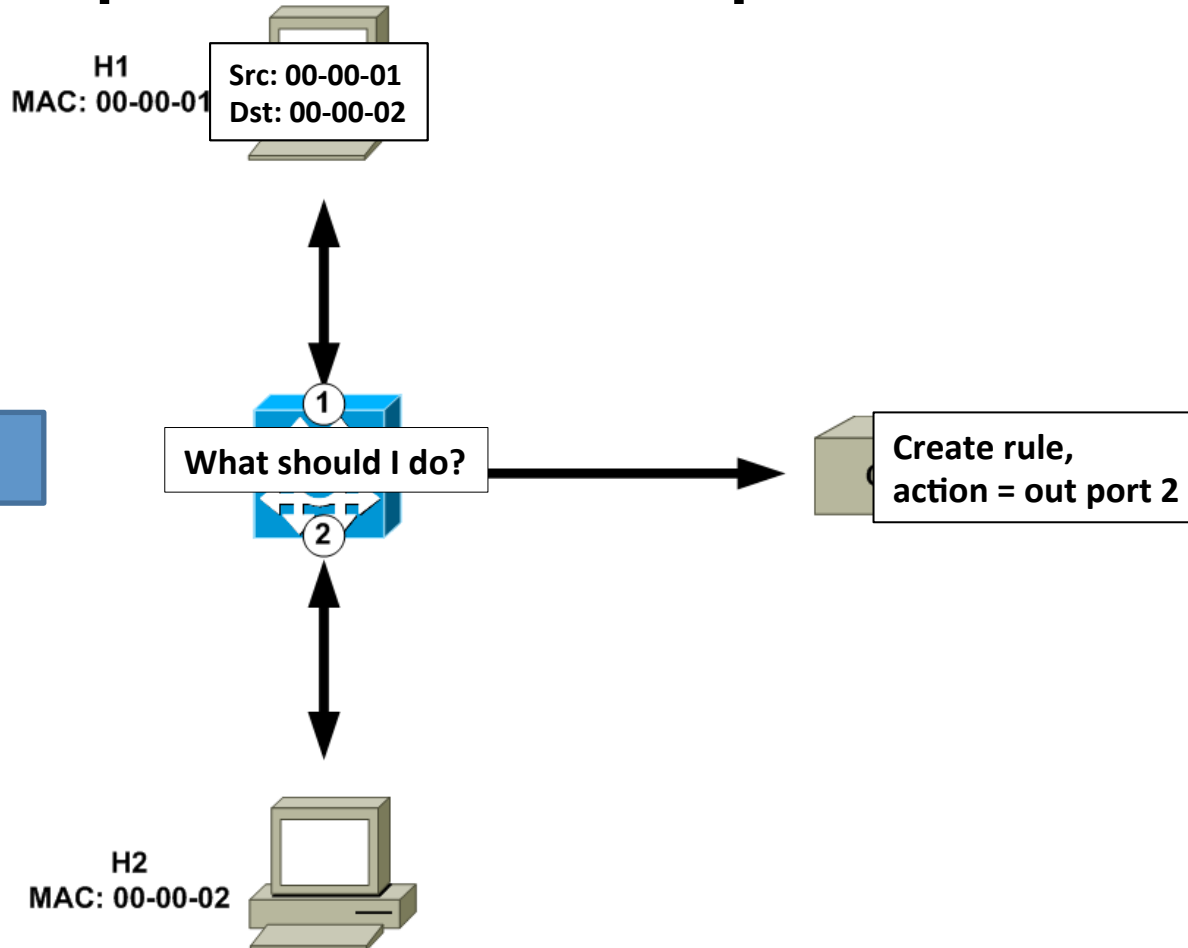 H1
MAC: 00-00-01
Src: 00-00-01
Dst: 00-00-02
1
What should I do?
Create rule,
action = out port 2
2
H2
MAC: 00-00-02